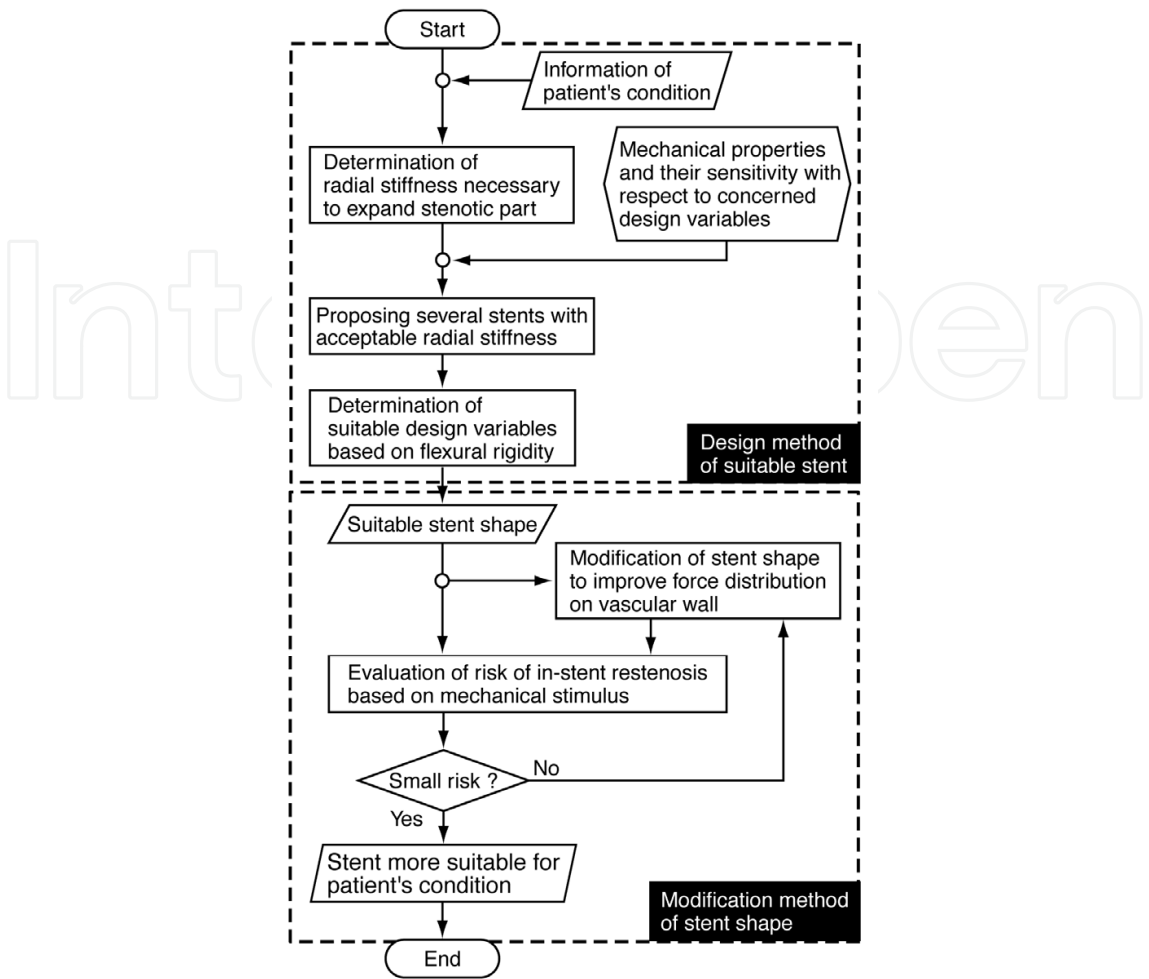 Start
Information of
patient's condition
Determination of
radial stiffness necessary
to expand stenotic part
Mechanical properties
and their sensitivity with
respect to concerned
design variables
Proposing several stents with
acceptable radial stiffness
Determination of
suitable design variables
based on flexural rigidity
Design method
of suitable stent
Suitable stent shape
Modification of stent shape
to improve force distribution
on vascular wall
Evaluation of risk of in-stent restenosis
based on mechanical stimulus
Small risk ?
No
Yes
Stent more suitable for
patient's condition
Modification method
of stent shape
End